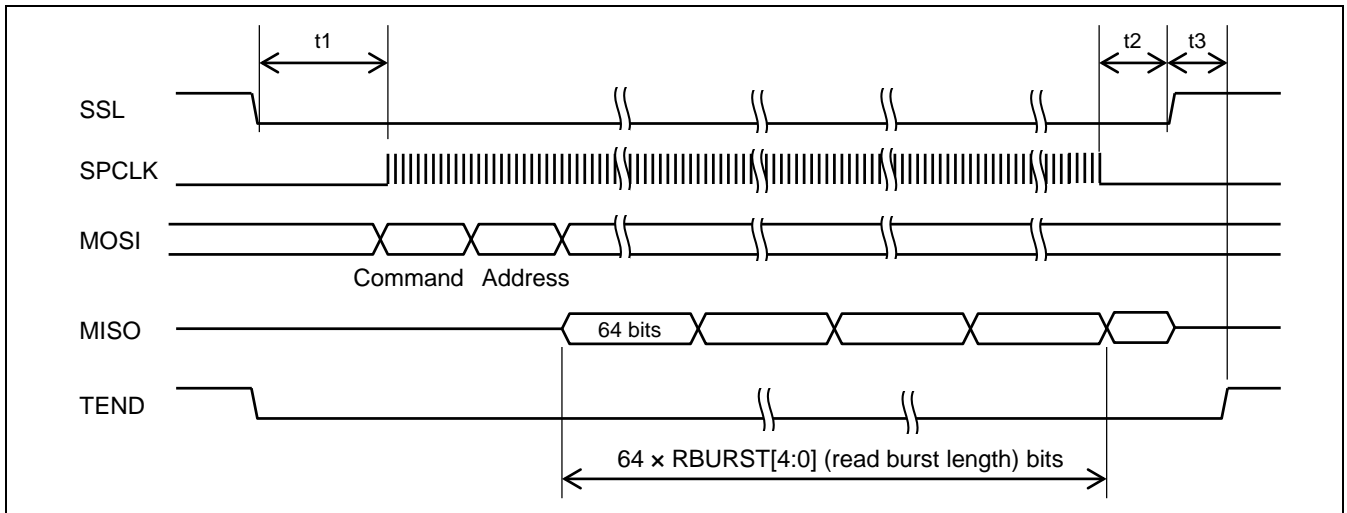 t1 t2 t3
SSL
SPCLK
MOSI
Command Address
MISO 64 bits
TEND
64 × RBURST[4:0] (read burst length) bits